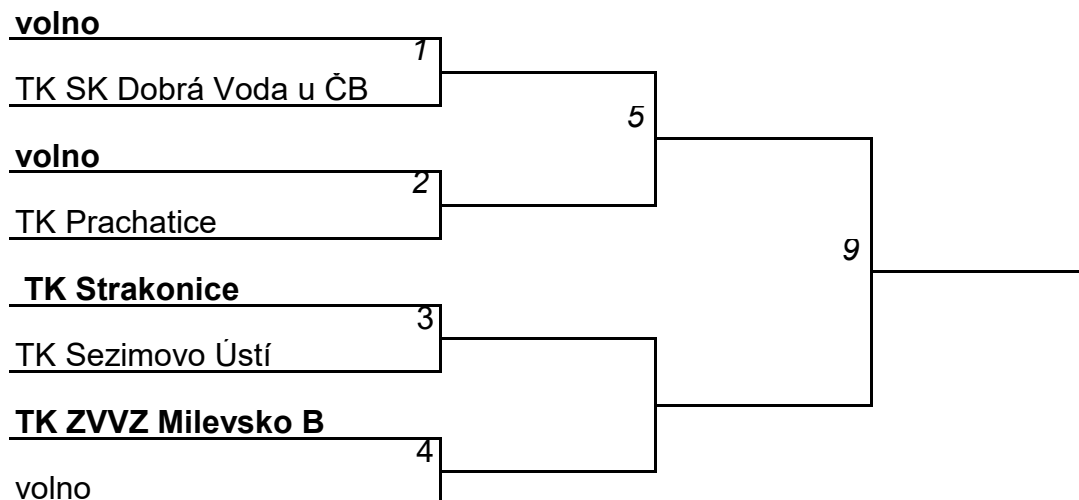 volno
1
TK SK Dobrá Voda u ČB
5
volno
2
TK Prachatice
9
TK Strakonice
3
TK Sezimovo Ústí
TK ZVVZ Milevsko B
4
volno